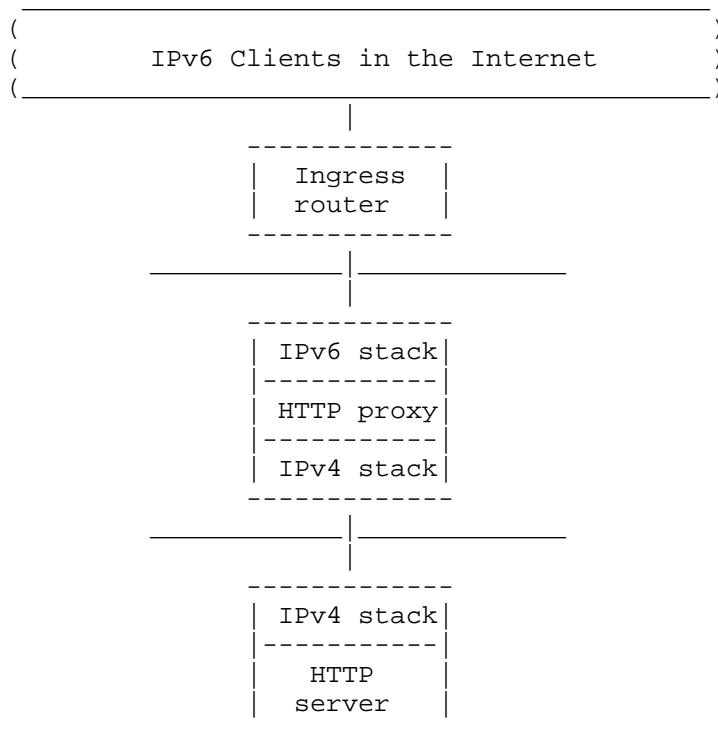 IPv6 Clients in the Internet
Ingress
router
IPv6 stack
HTTP proxy
IPv4 stack
IPv4 stack
HTTP
server